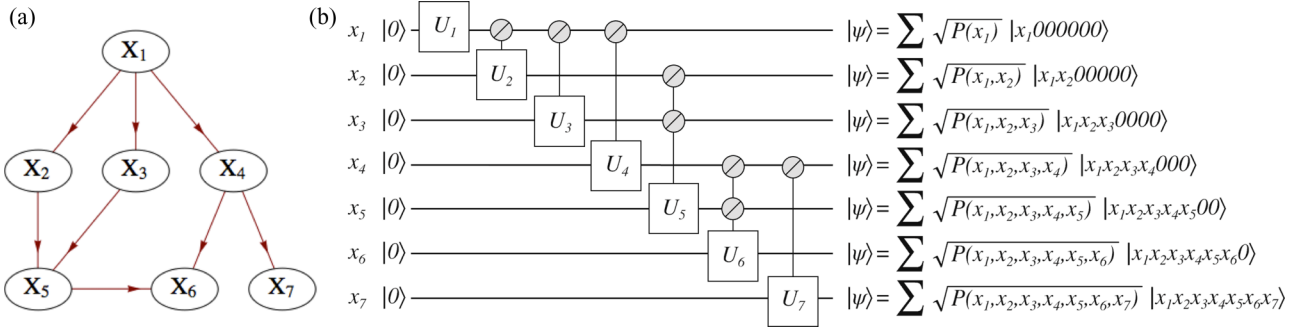 (a)
X1
X2 X3 X4
X5 X6 X7
(b)
x1 |0⟩ U1 |ψ⟩ = ∑ √P(x1) |x1000000⟩
x2 |0⟩ U2 |ψ⟩ = ∑ √P(x1,x2) |x1x200000⟩
x3 |0⟩ U3 |ψ⟩ = ∑ √P(x1,x2,x3) |x1x2x30000⟩
x4 |0⟩ U4 |ψ⟩ = ∑ √P(x1,x2,x3,x4) |x1x2x3x4000⟩
x5 |0⟩ U5 |ψ⟩ = ∑ √P(x1,x2,x3,x4,x5) |x1x2x3x4x500⟩
x6 |0⟩ U6 |ψ⟩ = ∑ √P(x1,x2,x3,x4,x5,x6) |x1x2x3x4x5x60⟩
x7 |0⟩ U7 |ψ⟩ = ∑ √P(x1,x2,x3,x4,x5,x6,x7) |x1x2x3x4x5x6x7⟩